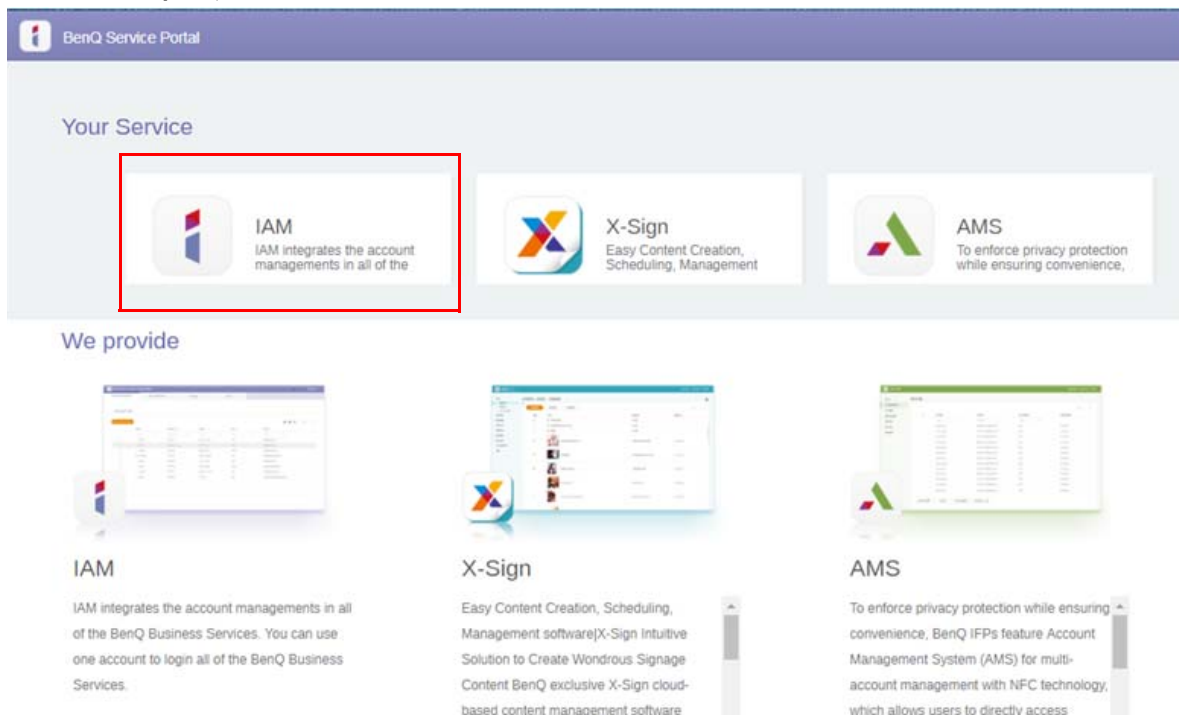 BenQ Service Portal
Your Service
IAM
IAM integrates the account
managements in all of the
X-Sign
Easy Content Creation,
Scheduling, Management
AMS
To enforce privacy protection
while ensuring convenience,
We provide
IAM
IAM integrates the account managements in all
of the BenQ Business Services. You can use
one account to login all of the BenQ Business
Services.
X-Sign
Easy Content Creation, Scheduling,
Management software|X-Sign Intuitive
Solution to Create Wondrous Signage
Content BenQ exclusive X-Sign cloud-
based content management software
AMS
To enforce privacy protection while ensuring
convenience, BenQ IFPs feature Account
Management System (AMS) for multi-
account management with NFC technology,
which allows users to directly access